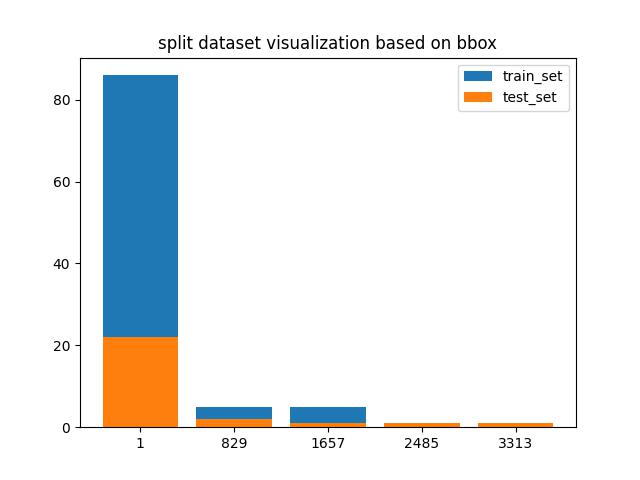 split dataset visualization based on bbox
train_set
test_set
80
60
40
20
0
1 829 1657 2485 3313